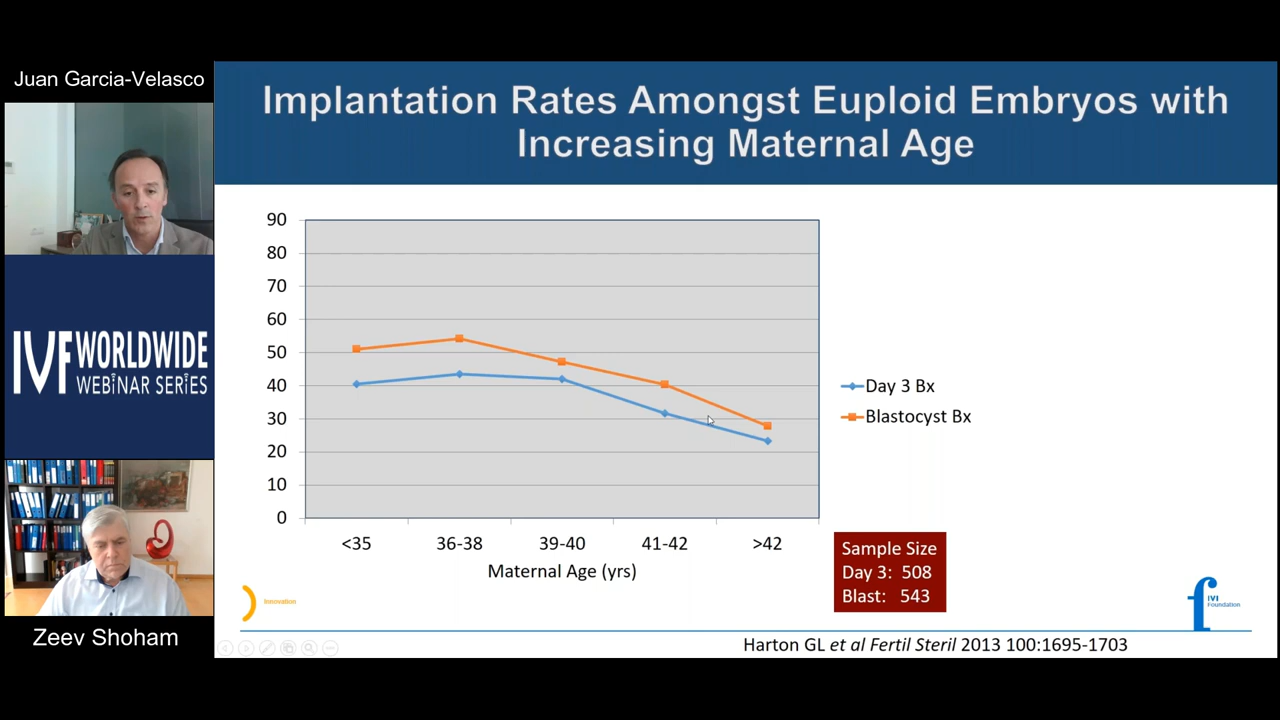 Juan Garcia-Velasco
IVF WORLDWIDE
WEBINAR SERIES
Zeev Shoham
Implantation Rates Amongst Euploid Embryos with
Increasing Maternal Age
90
80
70
60
50
40
30
20
10
0
<35
36-38
39-40
41-42
>42
Maternal Age (yrs)
Day 3 Bx
Blastocyst Bx
Sample Size
Day 3: 508
Blast: 543
Innovation
IVI
Foundation
Harton GL et al Fertil Steril 2013 100:1695-1703